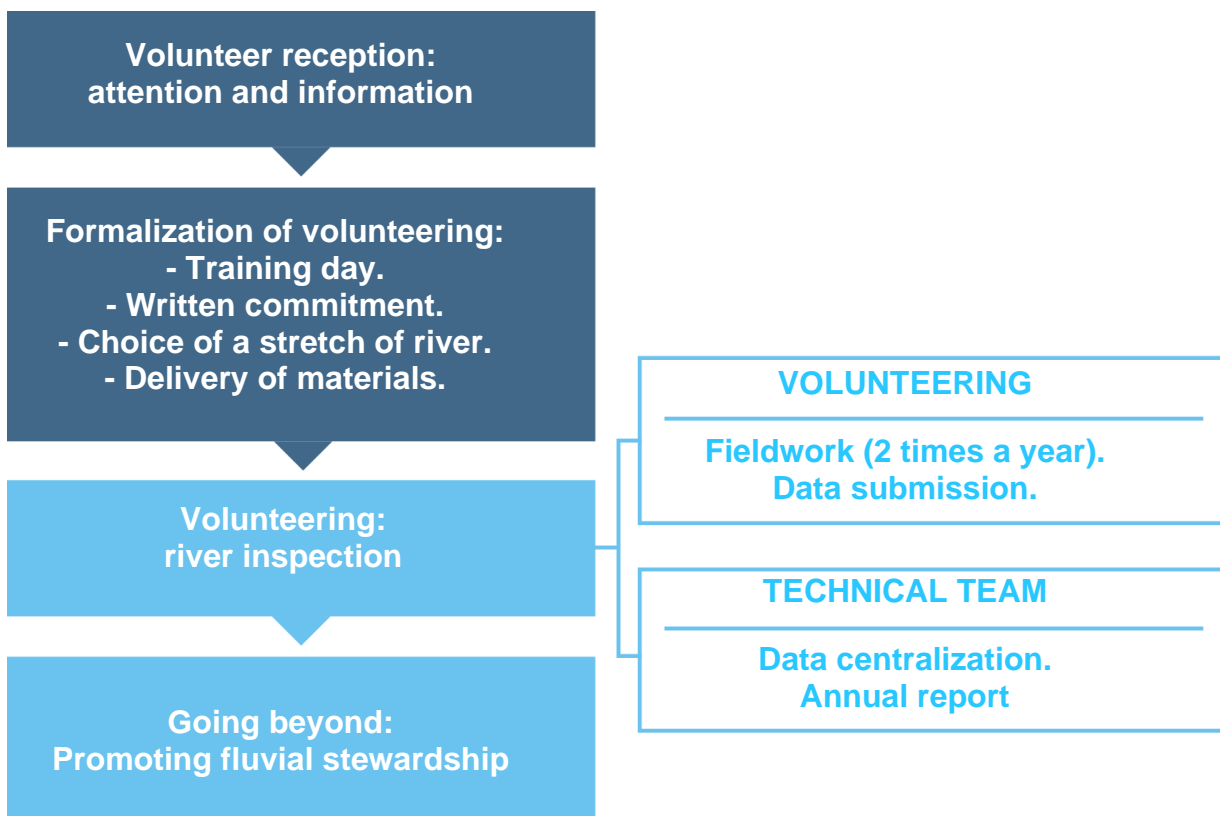 Volunteer reception:
attention and information
Formalization of volunteering:
- Training day.
- Written commitment.
- Choice of a stretch of river.
- Delivery of materials.
Volunteering:
river inspection
VOLUNTEERING
Fieldwork (2 times a year).
Data submission.
TECHNICAL TEAM
Data centralization.
Annual report
Going beyond:
Promoting fluvial stewardship